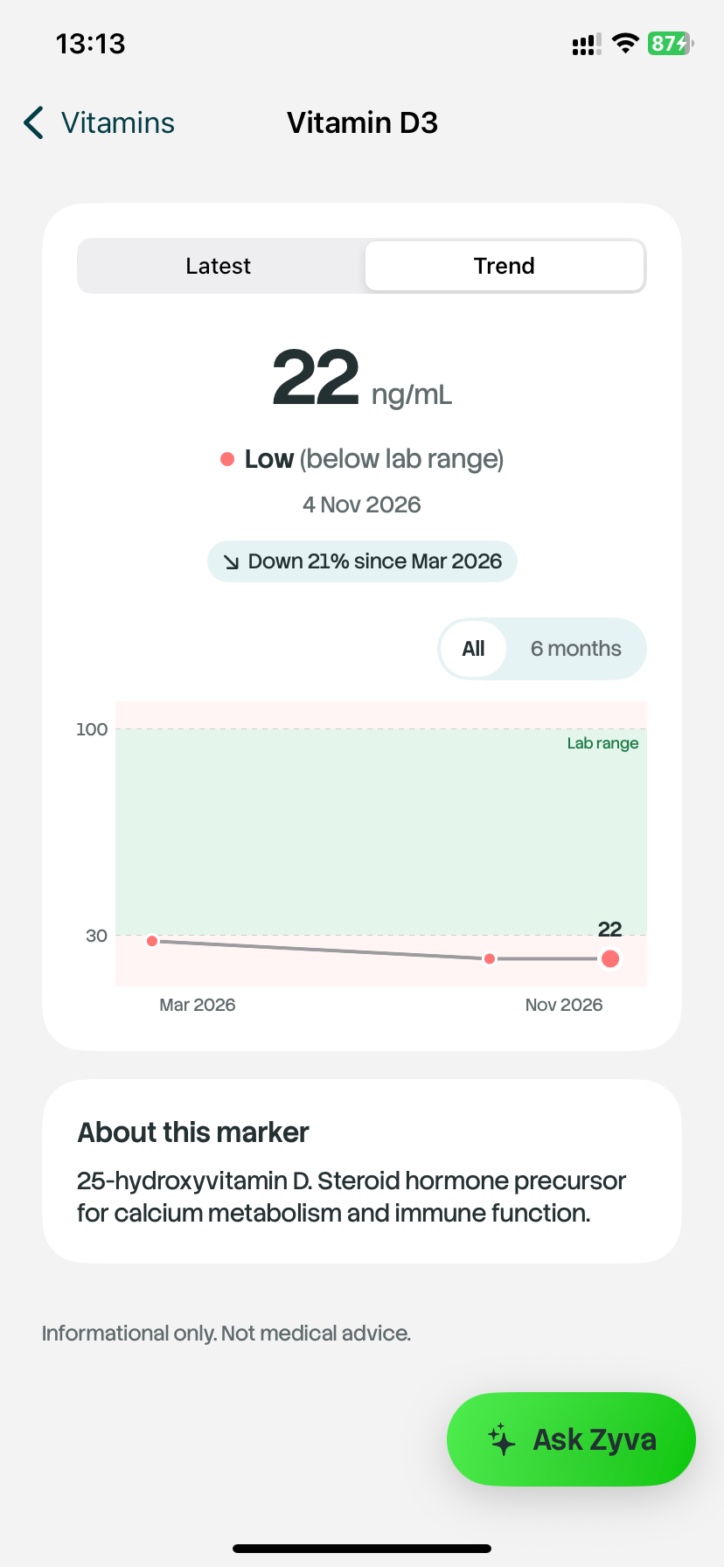 13:13
87
Vitamins
Vitamin D3
Latest
Trend
22 ng/mL
Low (below lab range)
4 Nov 2026
Down 21% since Mar 2026
All
6 months
100
Lab range
30
22
Mar 2026
Nov 2026
About this marker
25-hydroxyvitamin D. Steroid hormone precursor
for calcium metabolism and immune function.
Informational only. Not medical advice.
Ask Zyva